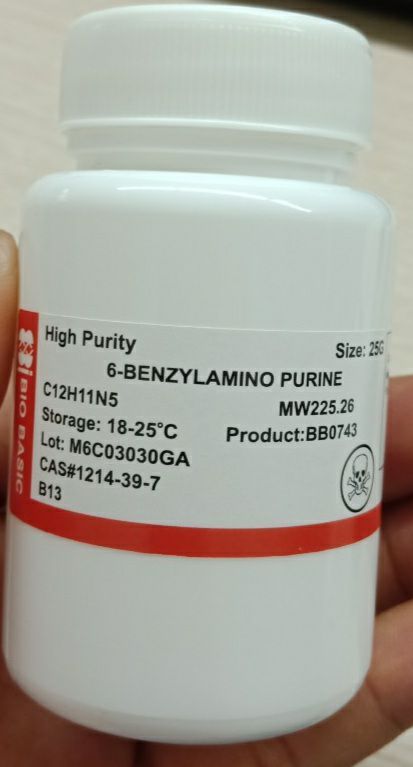 High Purity
Size: 25G
6-BENZYLAMINO PURINE
C12H11N5
MW225.26
Storage: 18-25°C
Product:BB0743
Lot: M6C03030GA
CAS#1214-39-7
B13
BIO BASIC